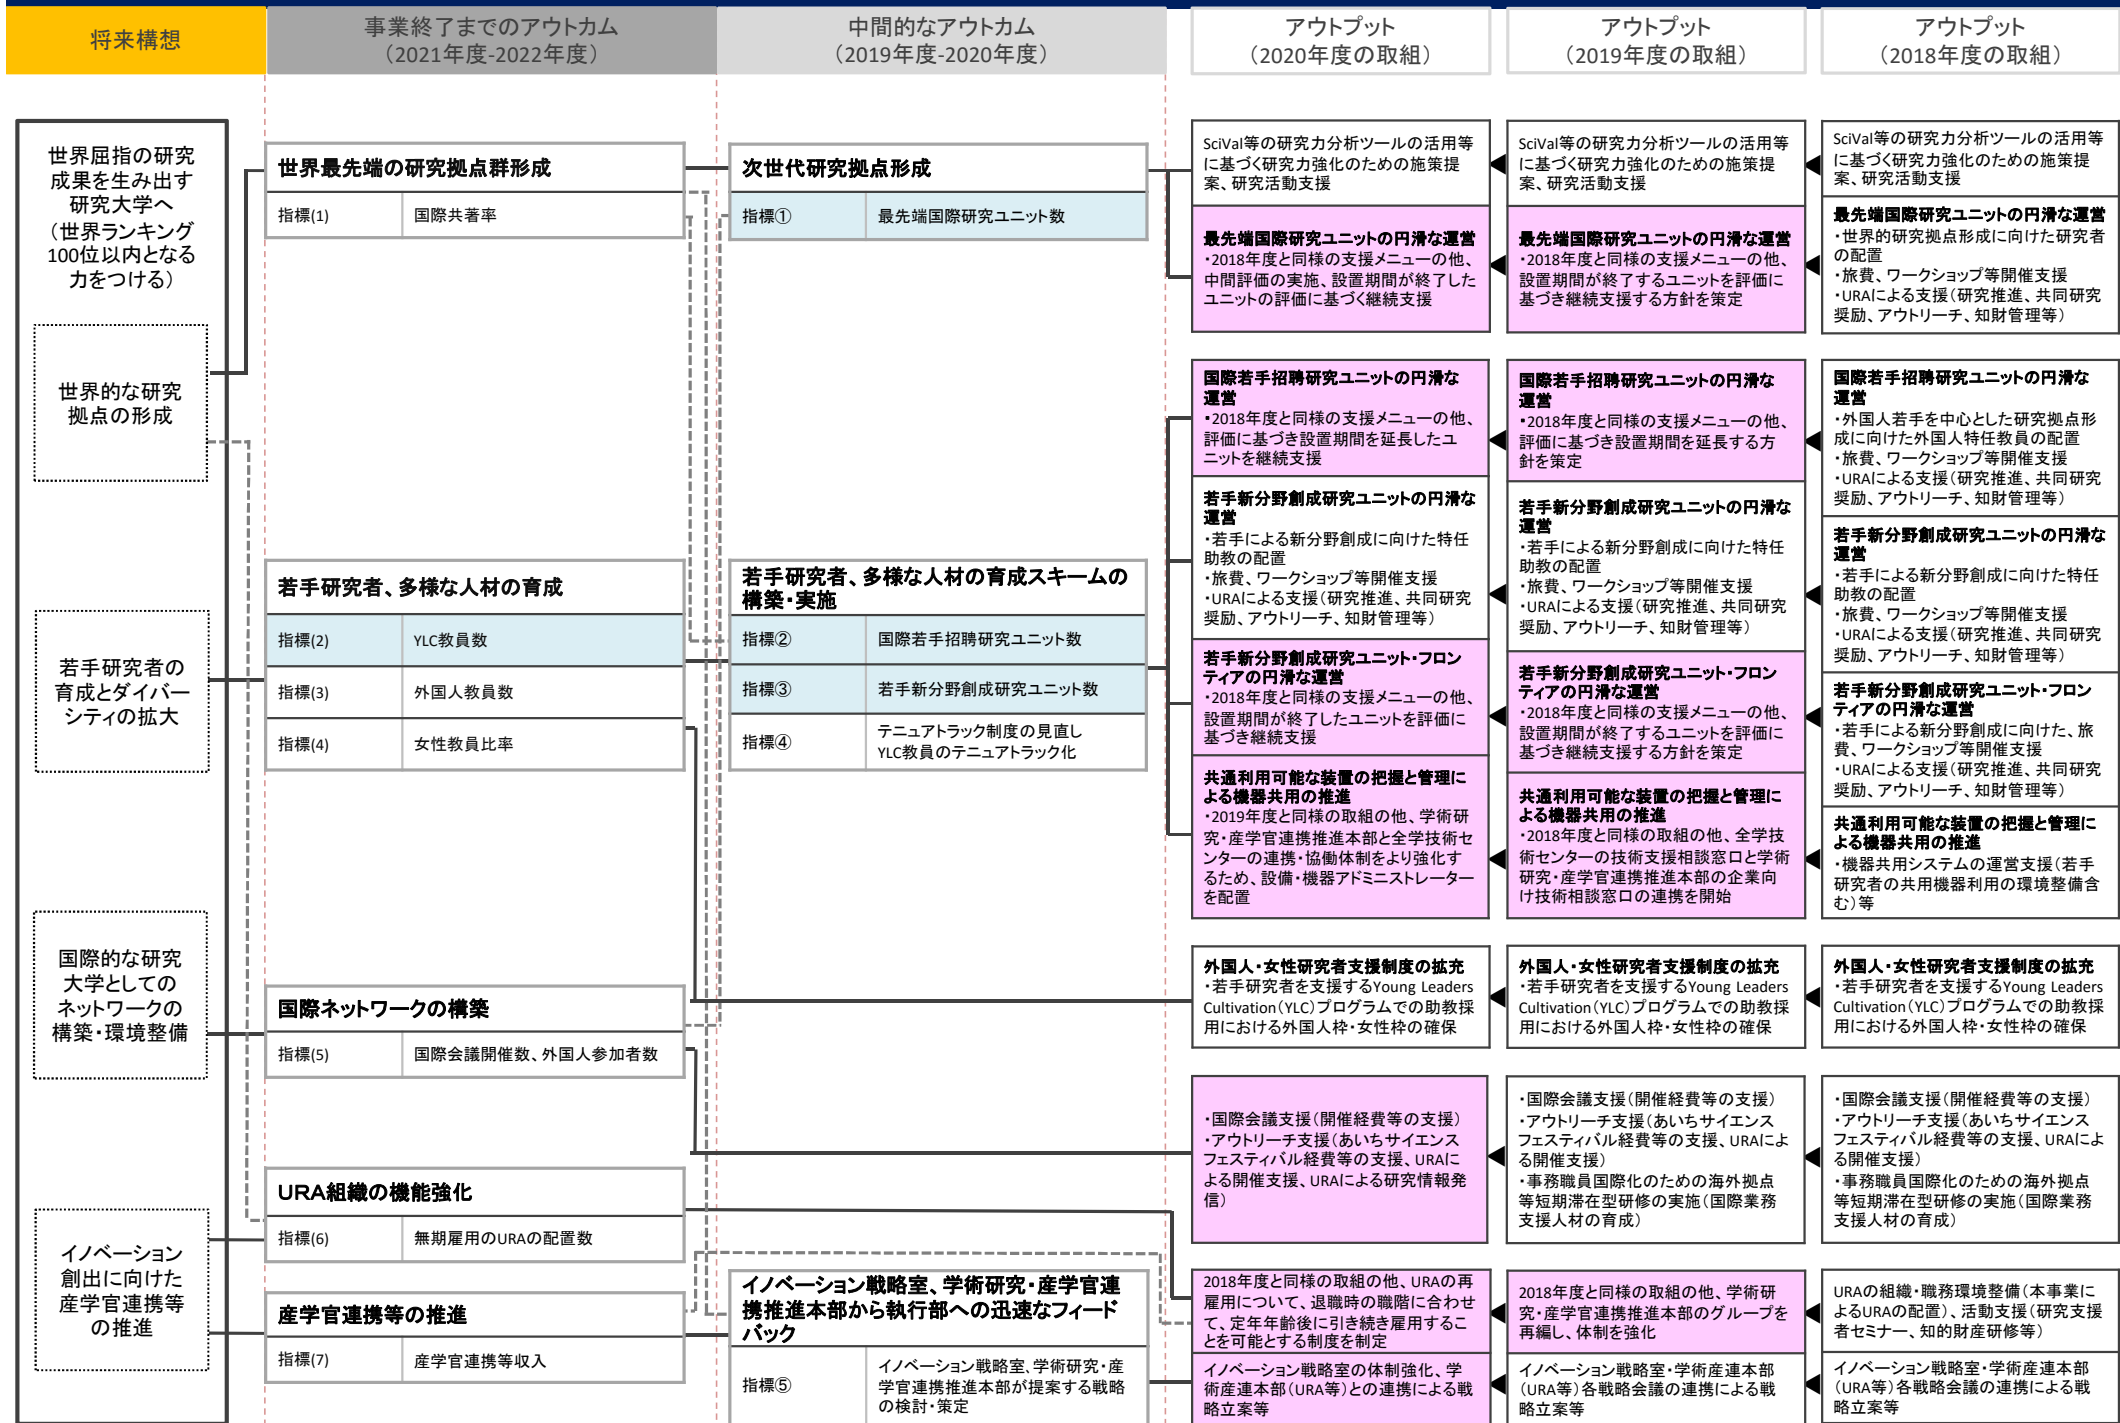 将来構想
事業終了までのアウトカム
（2021年度-2022年度）
中間的なアウトカム
（2019年度-2020年度）
アウトプット
（2020年度の取組）
アウトプット
（2019年度の取組）
アウトプット
（2018年度の取組）
世界屈指の研究
成果を生み出す
研究大学へ
（世界ランキング
100位以内となる
力をつける）
世界的な研究
拠点の形成
若手研究者の
育成とダイバー
シティの拡大
国際的な研究
大学としての
ネットワークの
構築・環境整備
イノベーション
創出に向けた
産学官連携等
の推進
世界最先端の研究拠点群形成
指標(1) 国際共著率
若手研究者、多様な人材の育成
指標(2) YLC教員数
指標(3) 外国人教員数
指標(4) 女性教員比率
国際ネットワークの構築
指標(5) 国際会議開催数、外国人参加者数
URA組織の機能強化
指標(6) 無期雇用のURAの配置数
産学官連携等の推進
指標(7) 産学官連携等収入
次世代研究拠点形成
指標① 最先端国際研究ユニット数
若手研究者、多様な人材の育成スキームの
構築・実施
指標② 国際若手招聘研究ユニット数
指標③ 若手新分野創成研究ユニット数
指標④ テニュアトラック制度の見直し
YLC教員のテニュアトラック化
イノベーション戦略室、学術研究・産学官連
携推進本部から執行部への迅速なフィード
バック
指標⑤ イノベーション戦略室、学術研究・産
学官連携推進本部が提案する戦略
の検討・策定
SciVal等の研究力分析ツールの活用等
に基づく研究力強化のための施策提
案、研究活動支援
最先端国際研究ユニットの円滑な運営
・2018年度と同様の支援メニューの他、
中間評価の実施、設置期間が終了した
ユニットの評価に基づく継続支援
国際若手招聘研究ユニットの円滑な
運営
・2018年度と同様の支援メニューの他、
評価に基づき設置期間を延長したユ
ニットを継続支援
若手新分野創成研究ユニットの円滑な
運営
・若手による新分野創成に向けた特任
助教の配置
・旅費、ワークショップ等開催支援
・URAによる支援（研究推進、共同研究
奨励、アウトリーチ、知財管理等）
若手新分野創成研究ユニット・フロン
ティアの円滑な運営
・2018年度と同様の支援メニューの他、
設置期間が終了したユニットを評価に
基づき継続支援
共通利用可能な装置の把握と管理に
よる機器共用の推進
・2019年度と同様の取組の他、学術研
究・産学官連携推進本部と全学技術セ
ンターの連携・協働体制をより強化す
るため、設備・機器アドミニストレーター
を配置
外国人・女性研究者支援制度の拡充
・若手研究者を支援するYoung Leaders
Cultivation（YLC）プログラムでの助教採
用における外国人枠・女性枠の確保
・国際会議支援（開催経費等の支援）
・アウトリーチ支援（あいちサイエンス
フェスティバル経費等の支援、URAに
よる開催支援、URAによる研究情報発
信）
2018年度と同様の取組の他、URAの再
雇用について、退職時の職階に合わせ
て、定年年齢後に引き続き雇用するこ
とを可能とする制度を制定
イノベーション戦略室の体制強化、学
術産連本部（URA等）との連携による戦
略立案等
SciVal等の研究力分析ツールの活用等
に基づく研究力強化のための施策提
案、研究活動支援
最先端国際研究ユニットの円滑な運営
・2018年度と同様の支援メニューの他、
設置期間が終了するユニットを評価に
基づき継続支援する方針を策定
国際若手招聘研究ユニットの円滑な
運営
・2018年度と同様の支援メニューの他、
評価に基づき設置期間を延長する方
針を策定
若手新分野創成研究ユニットの円滑な
運営
・若手による新分野創成に向けた特任
助教の配置
・旅費、ワークショップ等開催支援
・URAによる支援（研究推進、共同研究
奨励、アウトリーチ、知財管理等）
若手新分野創成研究ユニット・フロン
ティアの円滑な運営
・2018年度と同様の支援メニューの他、
設置期間が終了するユニットを評価に
基づき継続支援する方針を策定
共通利用可能な装置の把握と管理に
よる機器共用の推進
・2018年度と同様の取組の他、全学技
術センターの技術支援相談窓口と学術
研究・産学官連携推進本部の企業向
け技術相談窓口の連携を開始
外国人・女性研究者支援制度の拡充
・若手研究者を支援するYoung Leaders
Cultivation（YLC）プログラムでの助教採
用における外国人枠・女性枠の確保
・国際会議支援（開催経費等の支援）
・アウトリーチ支援（あいちサイエンス
フェスティバル経費等の支援、URAによ
る開催支援）
・事務職員国際化のための海外拠点
等短期滞在型研修の実施（国際業務
支援人材の育成）
2018年度と同様の取組の他、学術研
究・産学官連携推進本部のグループを
再編し、体制を強化
イノベーション戦略室・学術産連本部
（URA等）各戦略会議の連携による戦
略立案等
SciVal等の研究力分析ツールの活用等
に基づく研究力強化のための施策提
案、研究活動支援
最先端国際研究ユニットの円滑な運営
・世界的研究拠点形成に向けた研究者
の配置
・旅費、ワークショップ等開催支援
・URAによる支援（研究推進、共同研究
奨励、アウトリーチ、知財管理等）
国際若手招聘研究ユニットの円滑な
運営
・外国人若手を中心とした研究拠点形
成に向けた外国人特任教員の配置
・旅費、ワークショップ等開催支援
・URAによる支援（研究推進、共同研究
奨励、アウトリーチ、知財管理等）
若手新分野創成研究ユニットの円滑な
運営
・若手による新分野創成に向けた特任
助教の配置
・旅費、ワークショップ等開催支援
・URAによる支援（研究推進、共同研究
奨励、アウトリーチ、知財管理等）
若手新分野創成研究ユニット・フロン
ティアの円滑な運営
・若手による新分野創成に向けた、旅
費、ワークショップ等開催支援
・URAによる支援（研究推進、共同研究
奨励、アウトリーチ、知財管理等）
共通利用可能な装置の把握と管理に
よる機器共用の推進
・機器共用システムの運営支援（若手
研究者の共用機器利用の環境整備含
む）等
外国人・女性研究者支援制度の拡充
・若手研究者を支援するYoung Leaders
Cultivation（YLC）プログラムでの助教採
用における外国人枠・女性枠の確保
・国際会議支援（開催経費等の支援）
・アウトリーチ支援（あいちサイエンス
フェスティバル経費等の支援、URAによ
る開催支援）
・事務職員国際化のための海外拠点
等短期滞在型研修の実施（国際業務
支援人材の育成）
URAの組織・職務環境整備（本事業に
よるURAの配置）、活動支援（研究支援
者セミナー、知的財産研修等）
イノベーション戦略室・学術産連本部
（URA等）各戦略会議の連携による戦
略立案等